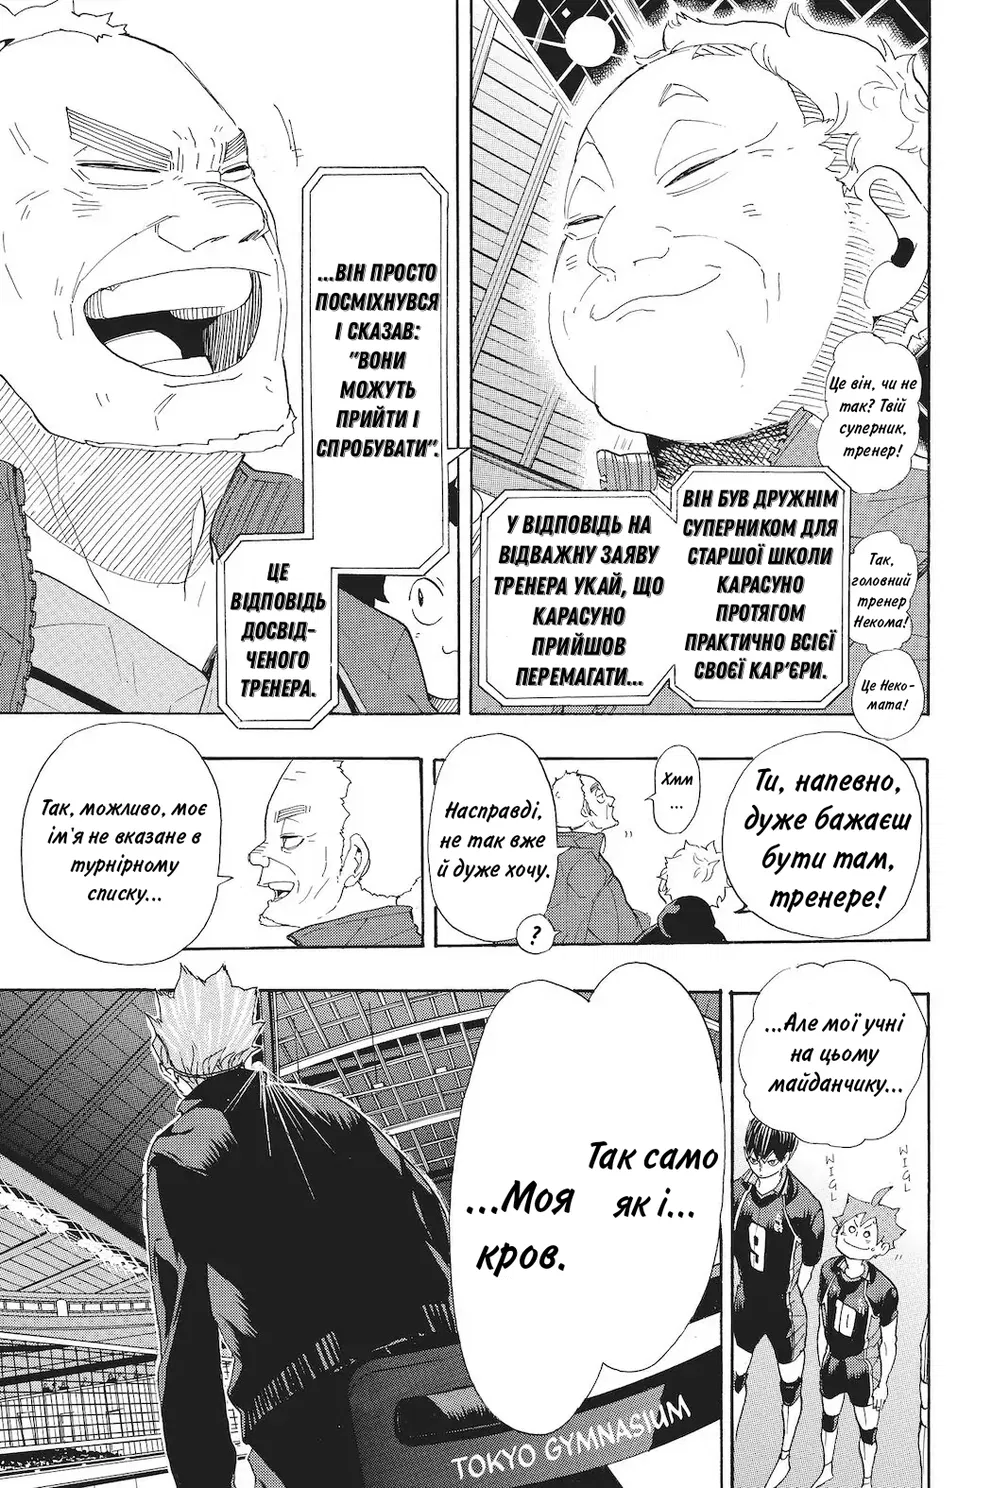 Це він, чи не
так? Твій
суперник,
тренер!
Так,
головний
тренер
Некома!
Це Неко-
мата!
ВІН БУВ ДРУЖНІМ
СУПЕРНИКОМ ДЛЯ
СТАРШОЇ ШКОЛИ
КАРАСУНО
ПРОТЯГОМ
ПРАКТИЧНО ВСІЄЇ
СВОЄЇ КАР'ЄРИ.
У ВІДПОВІДЬ НА
ВІДВАЖНУ ЗАЯВУ
ТРЕНЕРА УКАЙ, ЩО
КАРАСУНО
ПРИЙШОВ
ПЕРЕМАГАТИ...
...ВІН ПРОСТО
ПОСМІХНУВСЯ
І СКАЗАВ:
"ВОНИ
МОЖУТЬ
ПРИЙТИ І
СПРОБУВАТИ".
ЦЕ
ВІДПОВІДЬ
ДОСВІД-
ЧЕНОГО
ТРЕНЕРА.
Ти, напевно,
дуже бажаєш
бути там,
тренере!
Хмм
...
Насправді,
не так вже
й дуже хочу.
?
Так, можливо, моє
ім'я не вказане в
турнірному
списку...
...Але мої учні
на цьому
майданчику...
WIGL
WIGL
9
10
Так само
як і...
...Моя
кров.
TOKYO GYMNASIUM